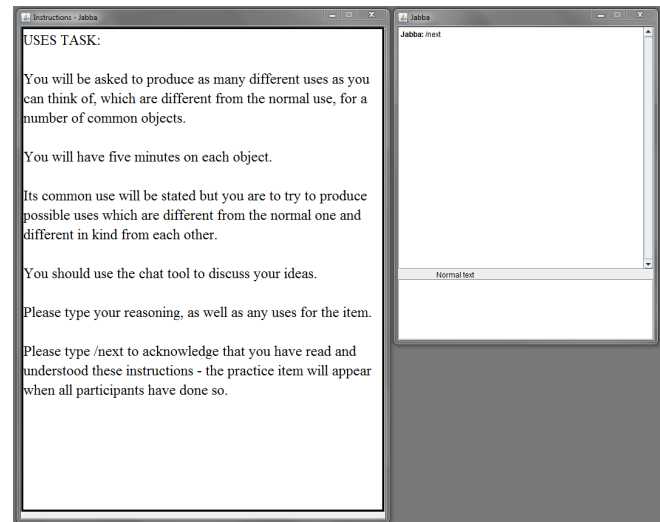 Instructions - Jabba
USES TASK:
You will be asked to produce as many different uses as you
can think of, which are different from the normal use, for a
number of common objects.
You will have five minutes on each object.
Its common use will be stated but you are to try to produce
possible uses which are different from the normal one and
different in kind from each other.
You should use the chat tool to discuss your ideas.
Please type your reasoning, as well as any uses for the item.
Please type /next to acknowledge that you have read and
understood these instructions - the practice item will appear
when all participants have done so.
Jabba
Jabba: /next
Normal text